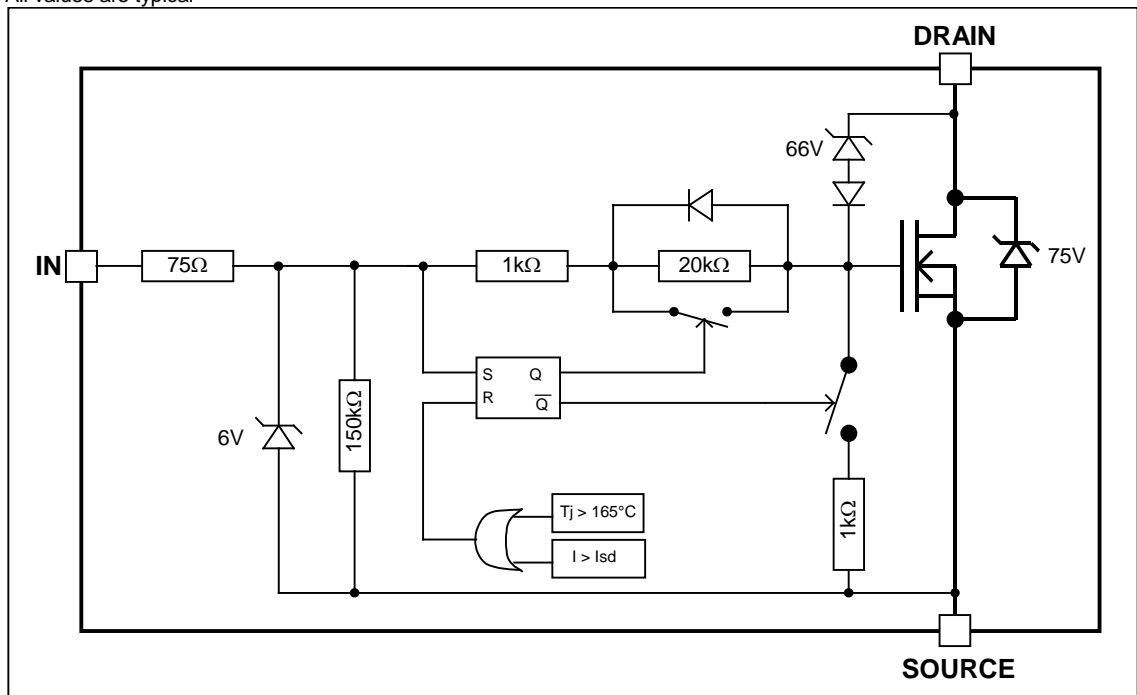 All values are typical
DRAIN
66V
75V
IN
75Ω
1kΩ
20kΩ
S Q
R Q̅
6V
150kΩ
1kΩ
Tj > 165°C
I > Isd
SOURCE